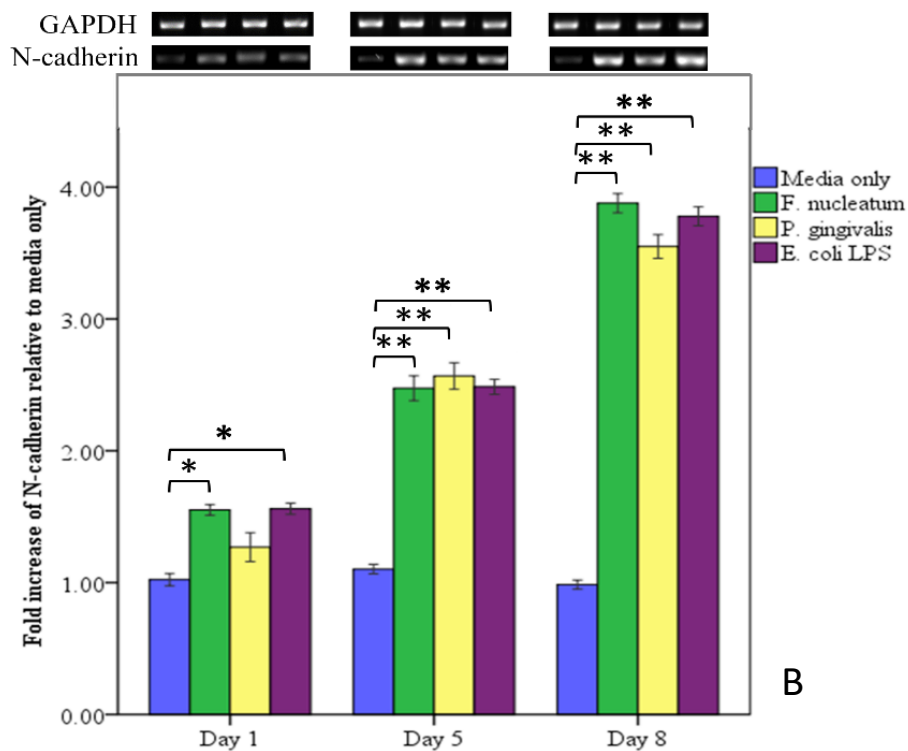 GAPDH
N-cadherin
Fold increase of N-cadherin relative to media only
4.00
3.00
2.00
1.00
0.00
* *
* *
* *
* *
* *
* *
*
*
Media only
F. nucleatum
P. gingivalis
E. coli LPS
B
Day 1 Day 5 Day 8